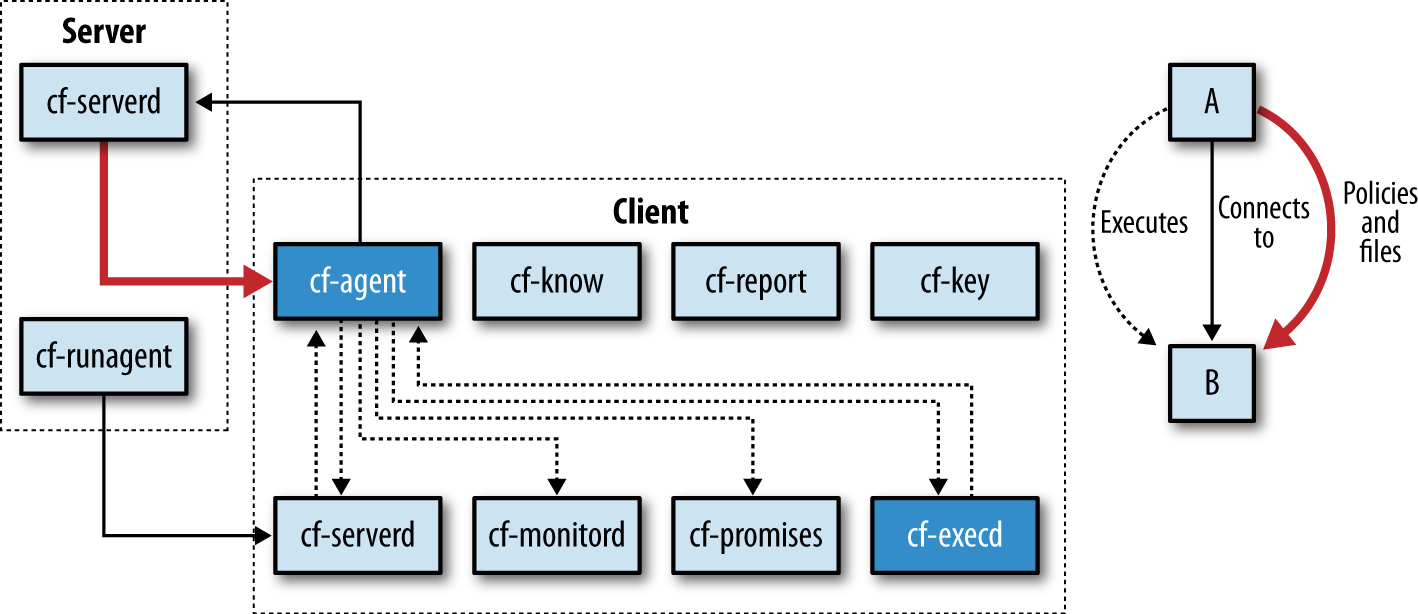 Server
cf-serverd
cf-runagent
Client
cf-agent
cf-know
cf-report
cf-key
cf-serverd
cf-monitord
cf-promises
cf-execd
A
Executes
Connects
to
Policies
and
files
B